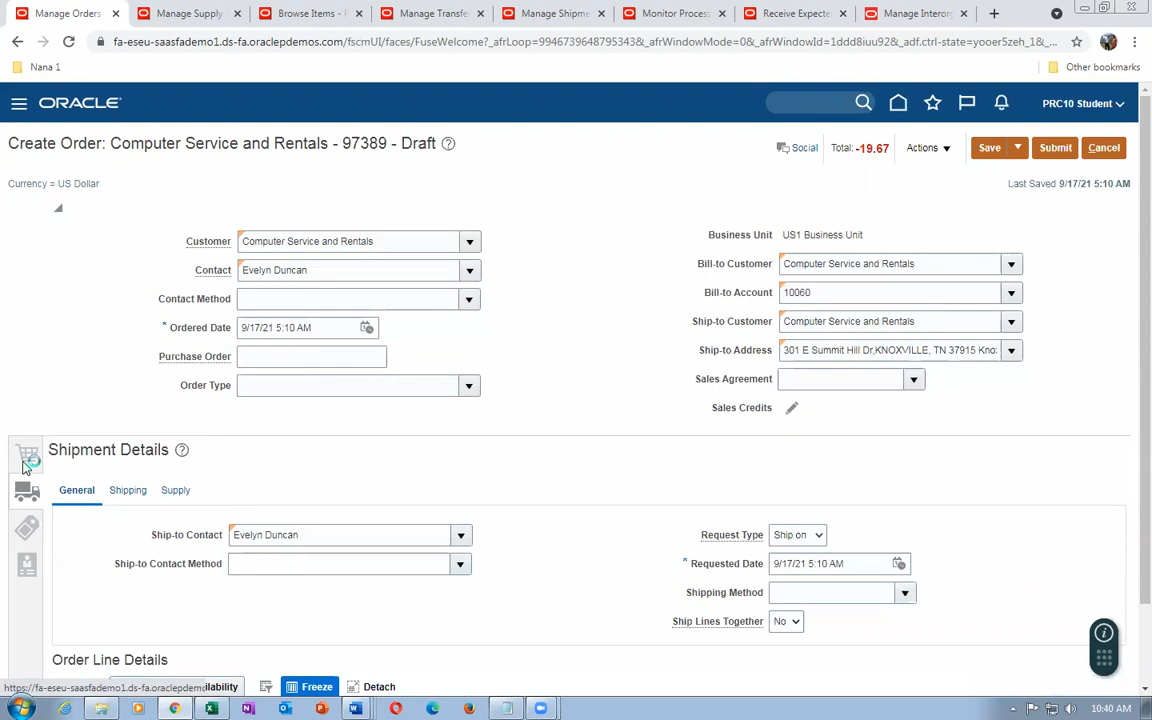 Manage Orders
Manage Supply
Browse Items - P
Manage Transfe
Manage Shipme
Monitor Proces
Receive Expecte
Manage Interorg
fa-eseu-saasfademo1.ds-fa.oraclepdemos.com/fscmUI/faces/FuseWelcome?_afrLoop=9946739648795343&_afrWindowMode=0&_afrWindowId=1ddd8iuu92&_adf.ctrl-state=yooer5zeh_1&_...
Nana 1
Other bookmarks
ORACLE
PRC10 Student
Create Order: Computer Service and Rentals - 97389 - Draft
Social
Total: -19.67
Actions
Save
Submit
Cancel
Currency = US Dollar
Last Saved 9/17/21 5:10 AM
Customer Computer Service and Rentals
Contact Evelyn Duncan
Contact Method
* Ordered Date 9/17/21 5:10 AM
Purchase Order
Order Type
Business Unit US1 Business Unit
Bill-to Customer Computer Service and Rentals
Bill-to Account 10060
Ship-to Customer Computer Service and Rentals
Ship-to Address 301 E Summit Hill Dr,KNOXVILLE, TN 37915 Kno
Sales Agreement
Sales Credits
Shipment Details
General
Shipping
Supply
Ship-to Contact Evelyn Duncan
Ship-to Contact Method
Request Type Ship on
* Requested Date 9/17/21 5:10 AM
Shipping Method
Ship Lines Together No
Order Line Details
https://fa-eseu-saasfademo1.ds-fa.oraclepdemo
ilability
Freeze
Detach
10:40 AM